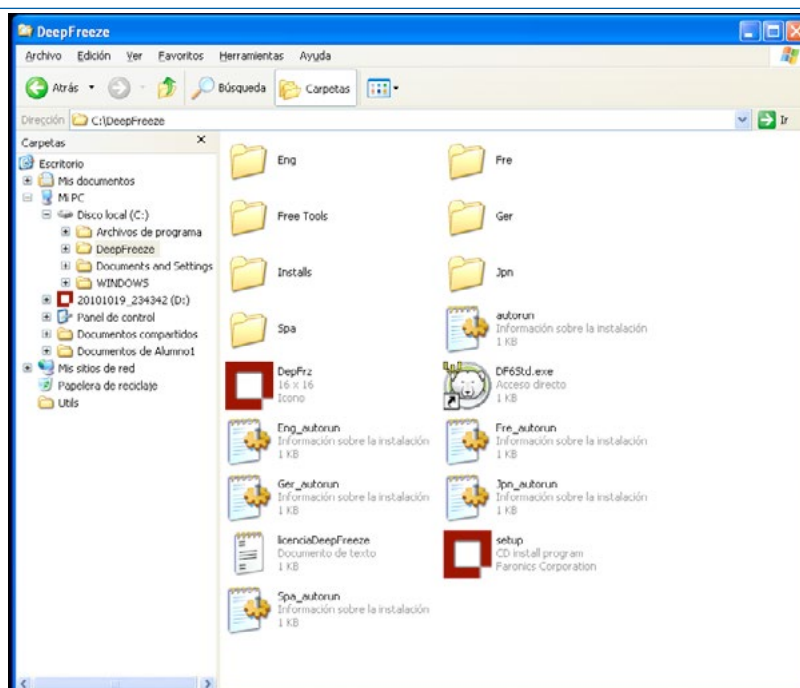 DeepFreeze
Archivo Edición Ver Favoritos Herramientas Ayuda
Atrás Búsqueda Carpetas
Dirección C:\DeepFreeze Ir
Carpetas
Escritorio
Mis documentos
Mi PC
Disco local (C:)
Archivos de programa
DeepFreeze
Documents and Settings
WINDOWS
20101019_234342 (D:)
Panel de control
Documentos compartidos
Documentos de Alumno1
Mis sitios de red
Papelera de reciclaje
Utils
Eng
Fre
Free Tools
Ger
Installs
Jpn
Spa
autorun
Información sobre la instalación
1 KB
DepFrz
16 x 16
Icono
DF6Std.exe
Acceso directo
1 KB
Eng_autorun
Información sobre la instalación
1 KB
Fre_autorun
Información sobre la instalación
1 KB
Ger_autorun
Información sobre la instalación
1 KB
Jpn_autorun
Información sobre la instalación
1 KB
licenciaDeepFreeze
Documento de texto
1 KB
setup
CD install program
Faronics Corporation
Spa_autorun
Información sobre la instalación
1 KB